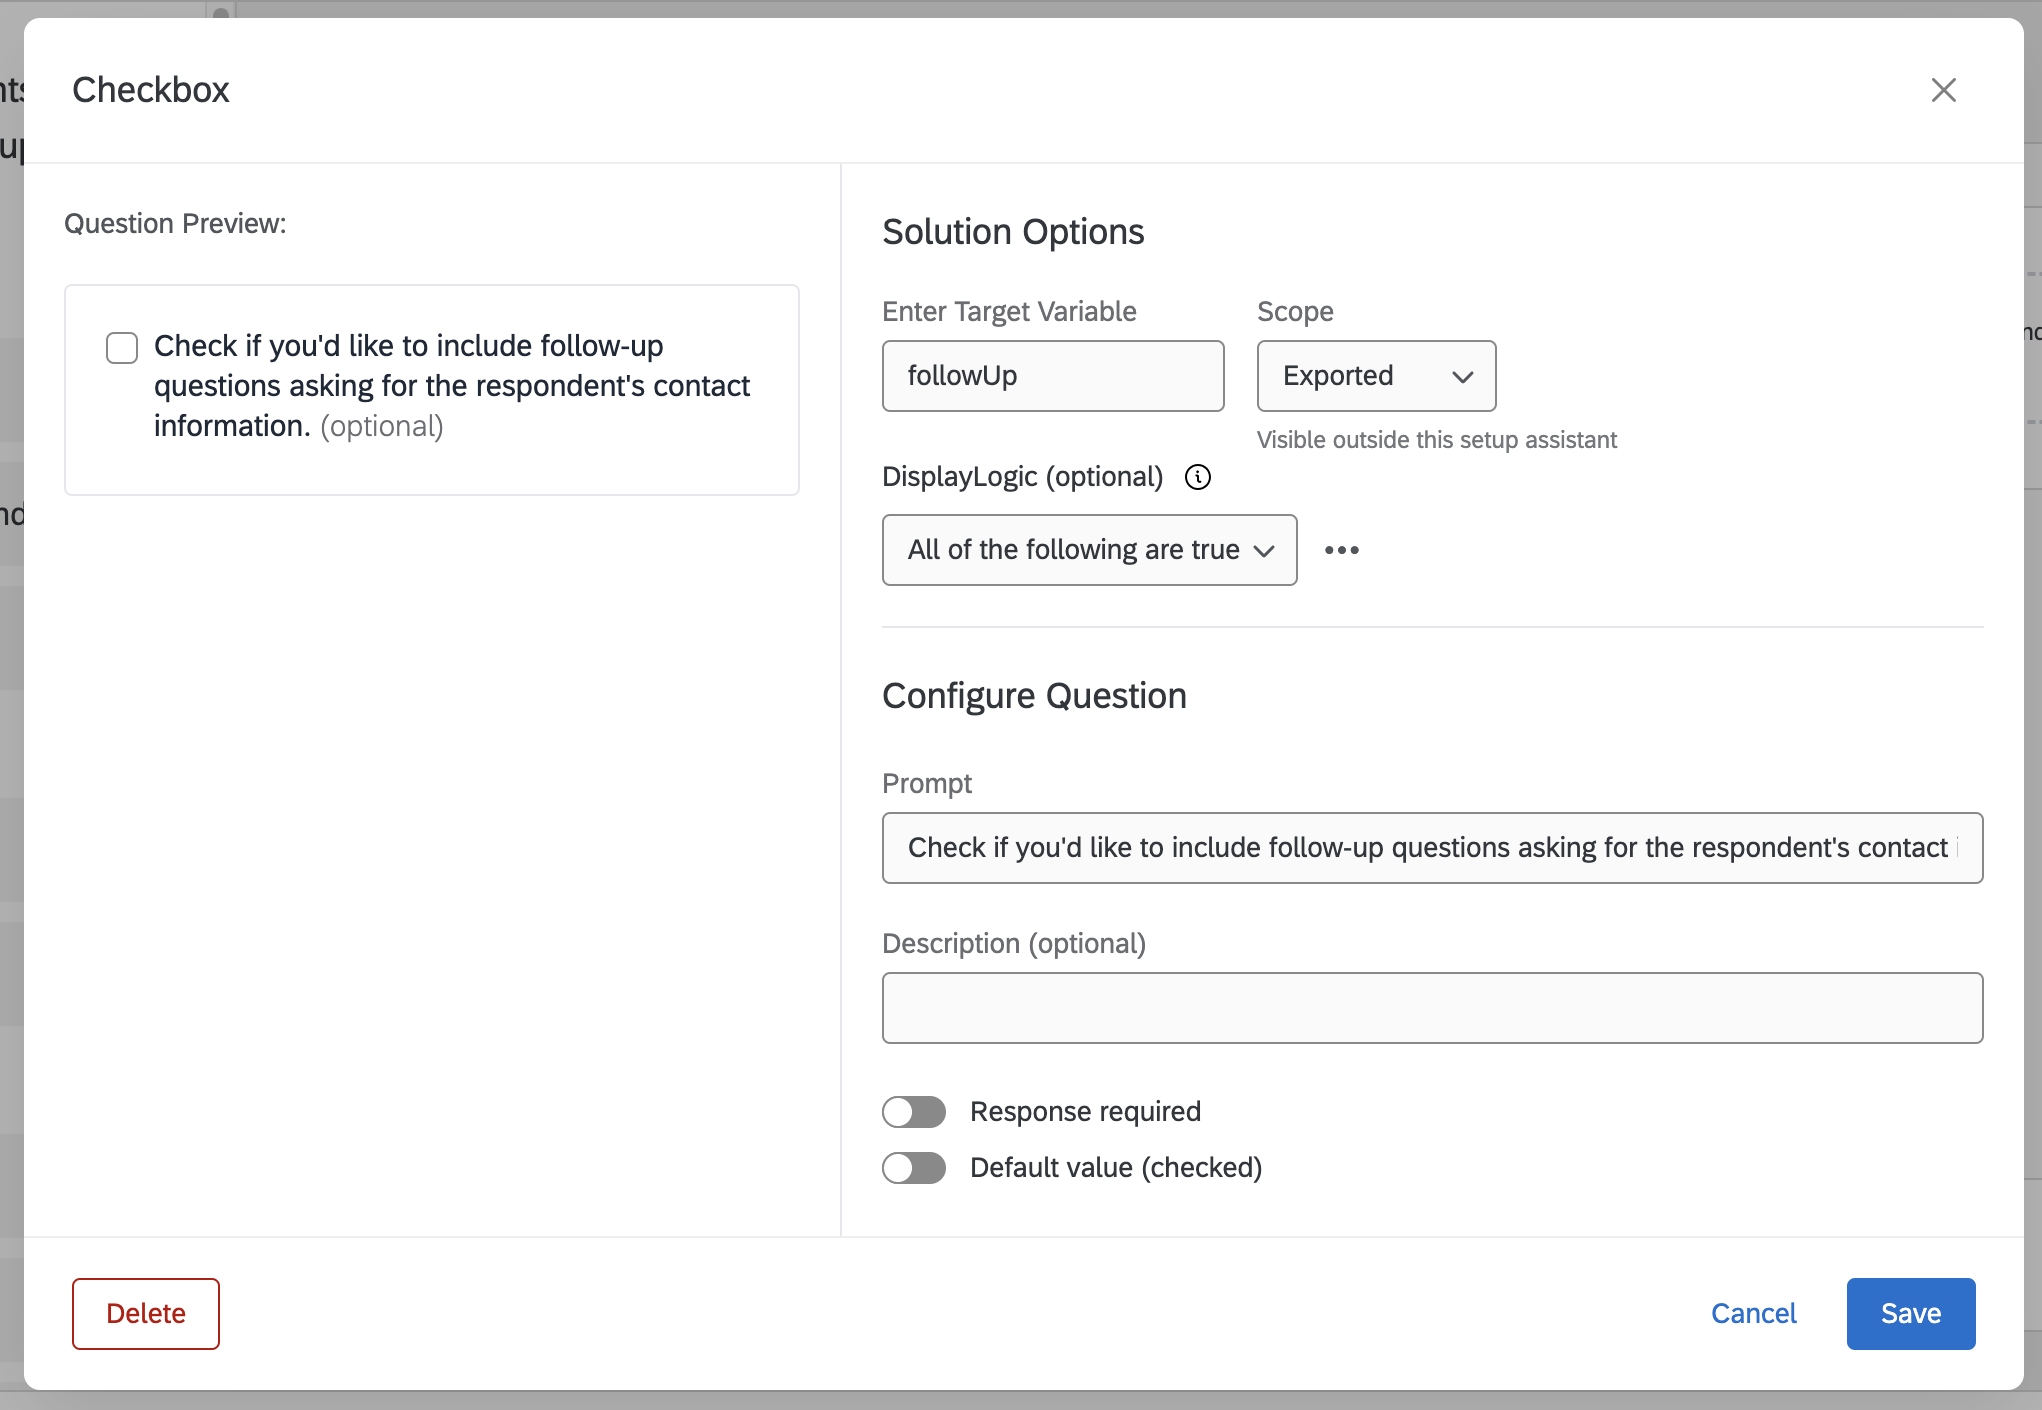 Checkbox
Question Preview:
Check if you'd like to include follow-up
questions asking for the respondent's contact
information. (optional)
Solution Options
Enter Target Variable
Scope
followUp
Exported
Visible outside this setup assistant
DisplayLogic (optional)
All of the following are true
Configure Question
Prompt
Check if you'd like to include follow-up questions asking for the respondent's contact
Description (optional)
Response required
Default value (checked)
Delete
Cancel
Save